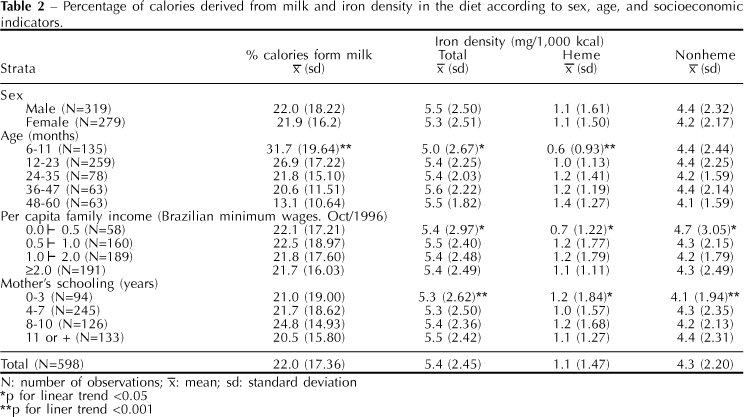 Table 2 – Percentage of calories derived from milk and iron density in the diet according to sex, age, and socioeconomic
indicators.
Iron density (mg/1,000 kcal)
% calories form milk Total Heme Nonheme
Strata x̅ (sd) x̅ (sd) x̅ (sd) x̅ (sd)
Sex
Male (N=319) 22.0 (18.22) 5.5 (2.50) 1.1 (1.61) 4.4 (2.32)
Female (N=279) 21.9 (16.2) 5.3 (2.51) 1.1 (1.50) 4.2 (2.17)
Age (months)
6-11 (N=135) 31.7 (19.64)** 5.0 (2.67)* 0.6 (0.93)** 4.4 (2.44)
12-23 (N=259) 26.9 (17.22) 5.4 (2.25) 1.0 (1.13) 4.4 (2.25)
24-35 (N=78) 21.8 (15.10) 5.4 (2.03) 1.2 (1.41) 4.2 (1.59)
36-47 (N=63) 20.6 (11.51) 5.6 (2.22) 1.2 (1.19) 4.4 (2.14)
48-60 (N=63) 13.1 (10.64) 5.5 (1.82) 1.4 (1.27) 4.1 (1.59)
Per capita family income (Brazilian minimum wages. Oct/1996)
0.0⊢ 0.5 (N=58) 22.1 (17.21) 5.4 (2.97)* 0.7 (1.22)* 4.7 (3.05)*
0.5⊢ 1.0 (N=160) 22.5 (18.97) 5.5 (2.40) 1.2 (1.77) 4.3 (2.15)
1.0⊢ 2.0 (N=189) 21.8 (17.60) 5.4 (2.48) 1.2 (1.79) 4.2 (1.79)
≥2.0 (N=191) 21.7 (16.03) 5.4 (2.49) 1.1 (1.11) 4.3 (2.49)
Mother's schooling (years)
0-3 (N=94) 21.0 (19.00) 5.3 (2.62)** 1.2 (1.84)* 4.1 (1.94)**
4-7 (N=245) 21.7 (18.62) 5.3 (2.50) 1.0 (1.57) 4.3 (2.35)
8-10 (N=126) 24.8 (14.93) 5.4 (2.36) 1.2 (1.68) 4.2 (2.13)
11 or + (N=133) 20.5 (15.80) 5.5 (2.42) 1.1 (1.27) 4.4 (2.31)
Total (N=598) 22.0 (17.36) 5.4 (2.45) 1.1 (1.47) 4.3 (2.20)
N: number of observations; x̅: mean; sd: standard deviation
*p for linear trend <0.05
**p for liner trend <0.001